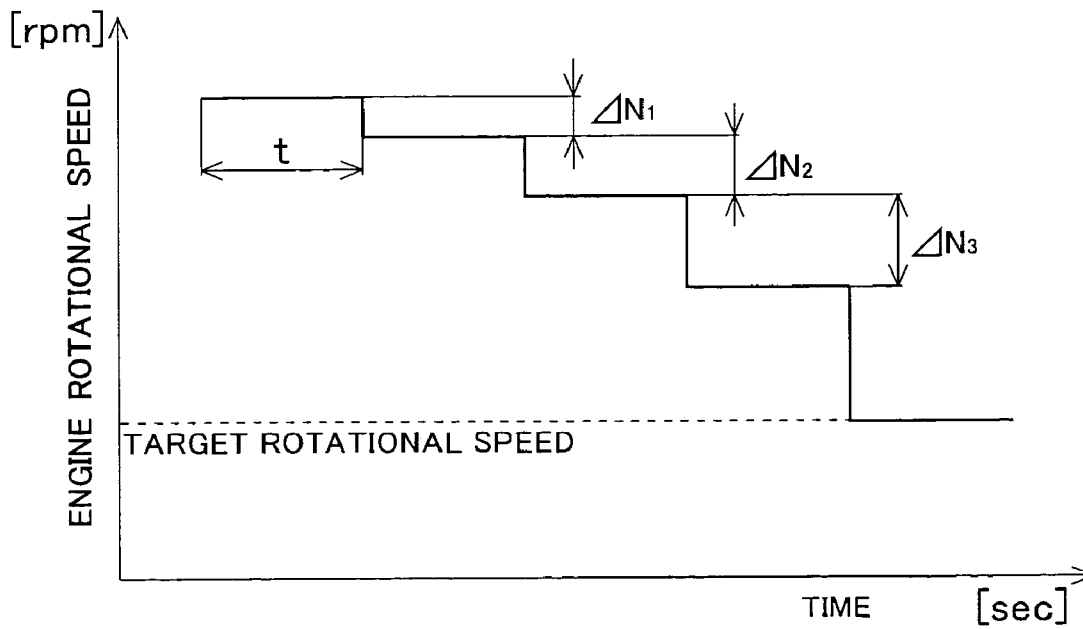 [rpm]
ENGINE ROTATIONAL SPEED
⊿N1
t
⊿N2
⊿N3
TARGET ROTATIONAL SPEED
TIME [sec]